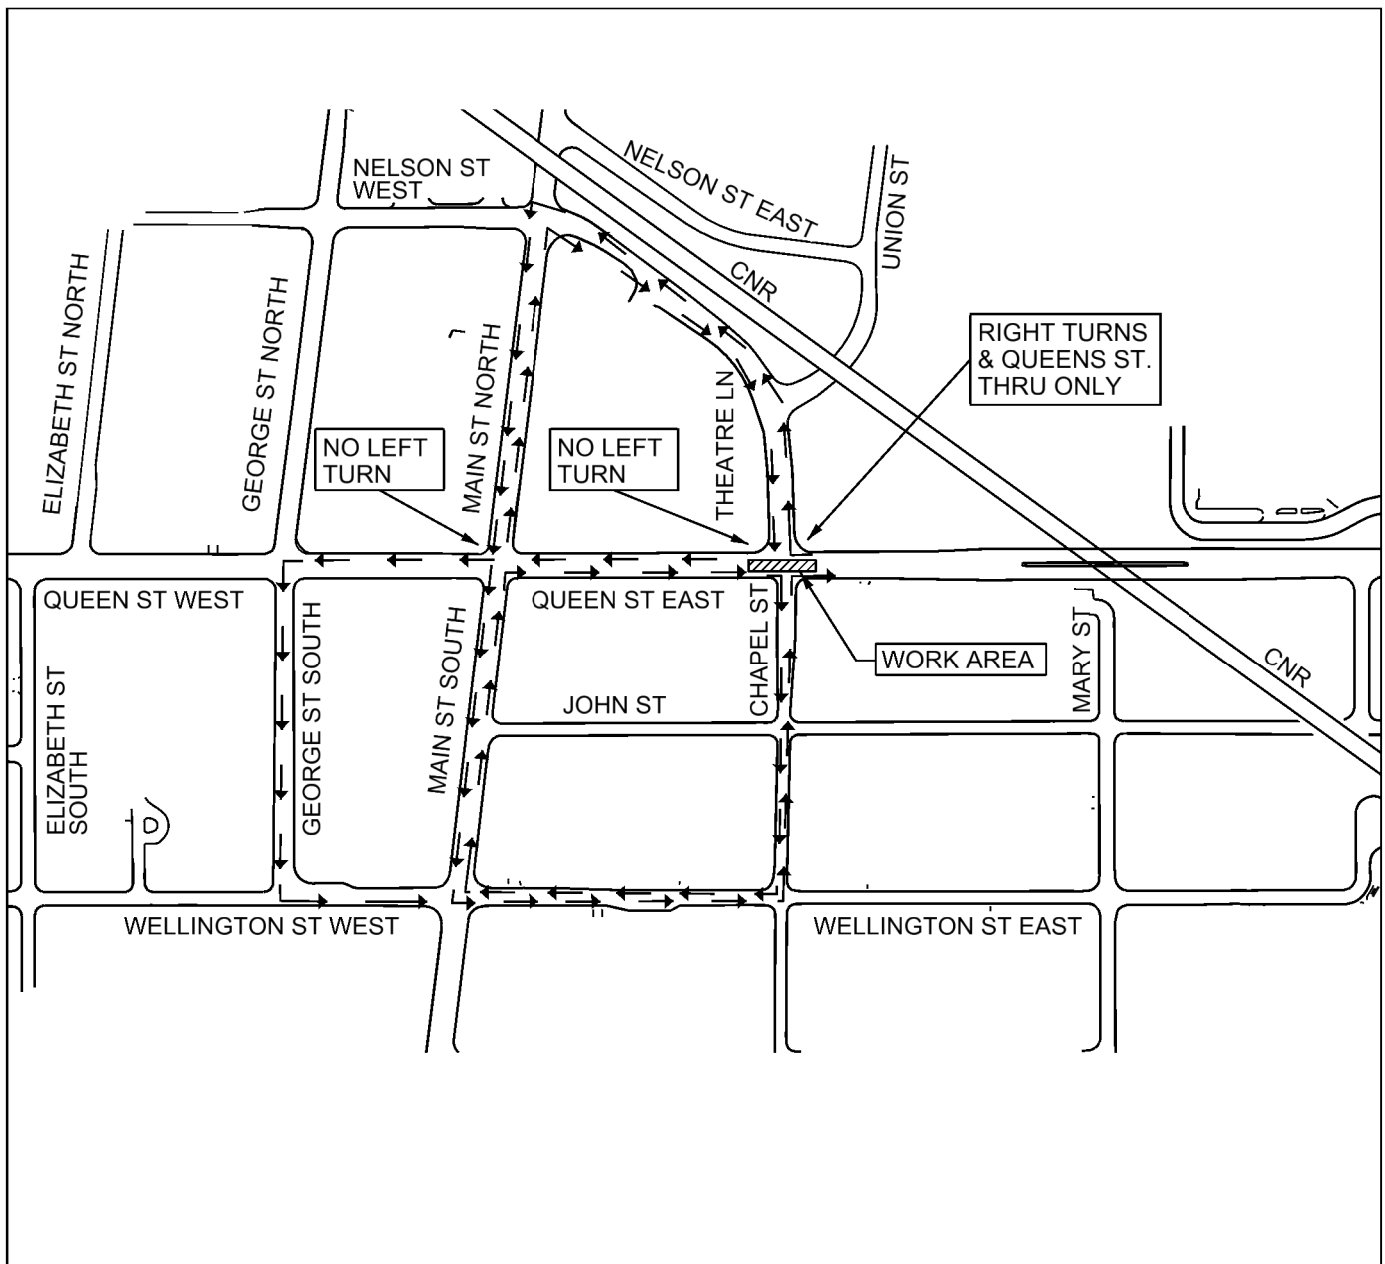 NELSON ST
WEST
NELSON ST EAST
UNION ST
CNR
ELIZABETH ST NORTH
GEORGE ST NORTH
MAIN ST NORTH
THEATRE LN
RIGHT TURNS
& QUEENS ST.
THRU ONLY
NO LEFT
TURN
NO LEFT
TURN
QUEEN ST WEST
QUEEN ST EAST
ELIZABETH ST
SOUTH
GEORGE ST SOUTH
MAIN ST SOUTH
JOHN ST
CHAPEL ST
WORK AREA
MARY ST
CNR
WELLINGTON ST WEST
WELLINGTON ST EAST